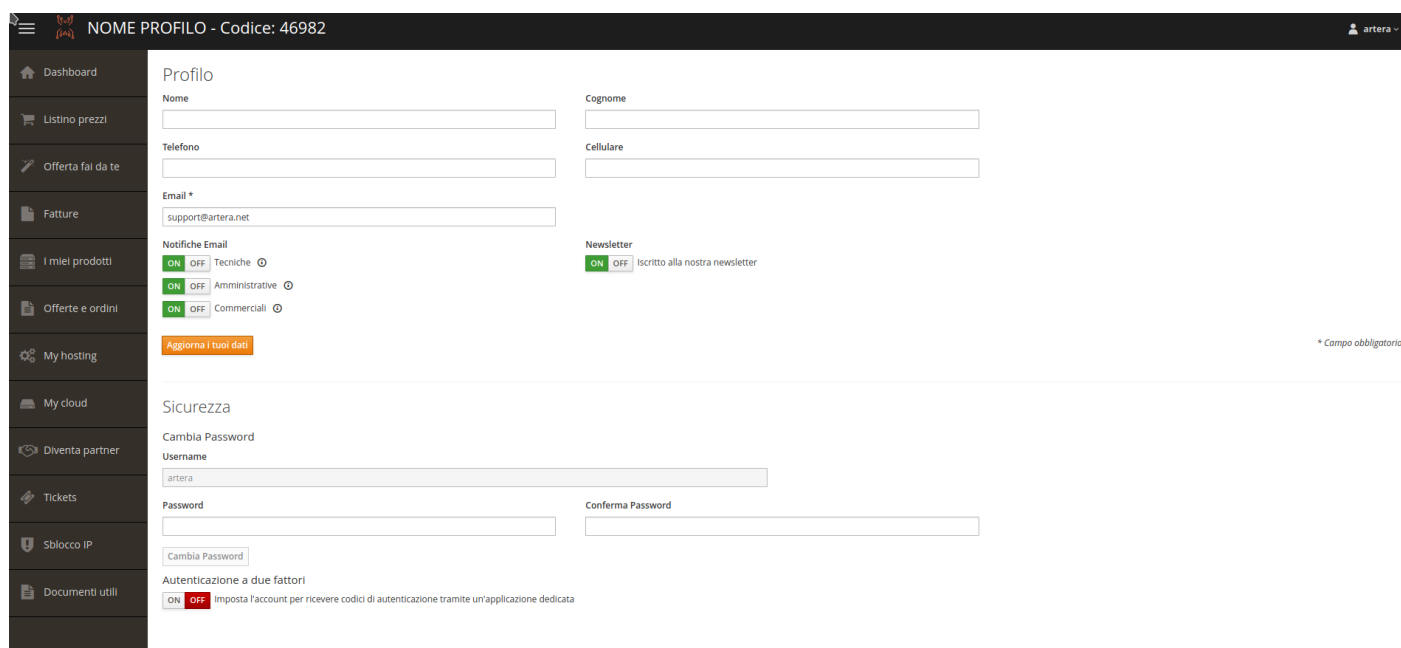 NOME PROFILO - Codice: 46982
artera
Dashboard
Listino prezzi
Offerta fai da te
Fatture
I miei prodotti
Offerte e ordini
My hosting
My cloud
Diventa partner
Tickets
Sblocco IP
Documenti utili
Profilo
Nome Cognome
Telefono Cellulare
Email *
support@artera.net
Notifiche Email Newsletter
ON OFF Tecniche ON OFF Iscritto alla nostra newsletter
ON OFF Amministrative
ON OFF Commerciali
Aggiorna i tuoi dati * Campo obbligatorio
Sicurezza
Cambia Password
Username
artera
Password Conferma Password
Cambia Password
Autenticazione a due fattori
ON OFF Imposta l'account per ricevere codici di autenticazione tramite un'applicazione dedicata